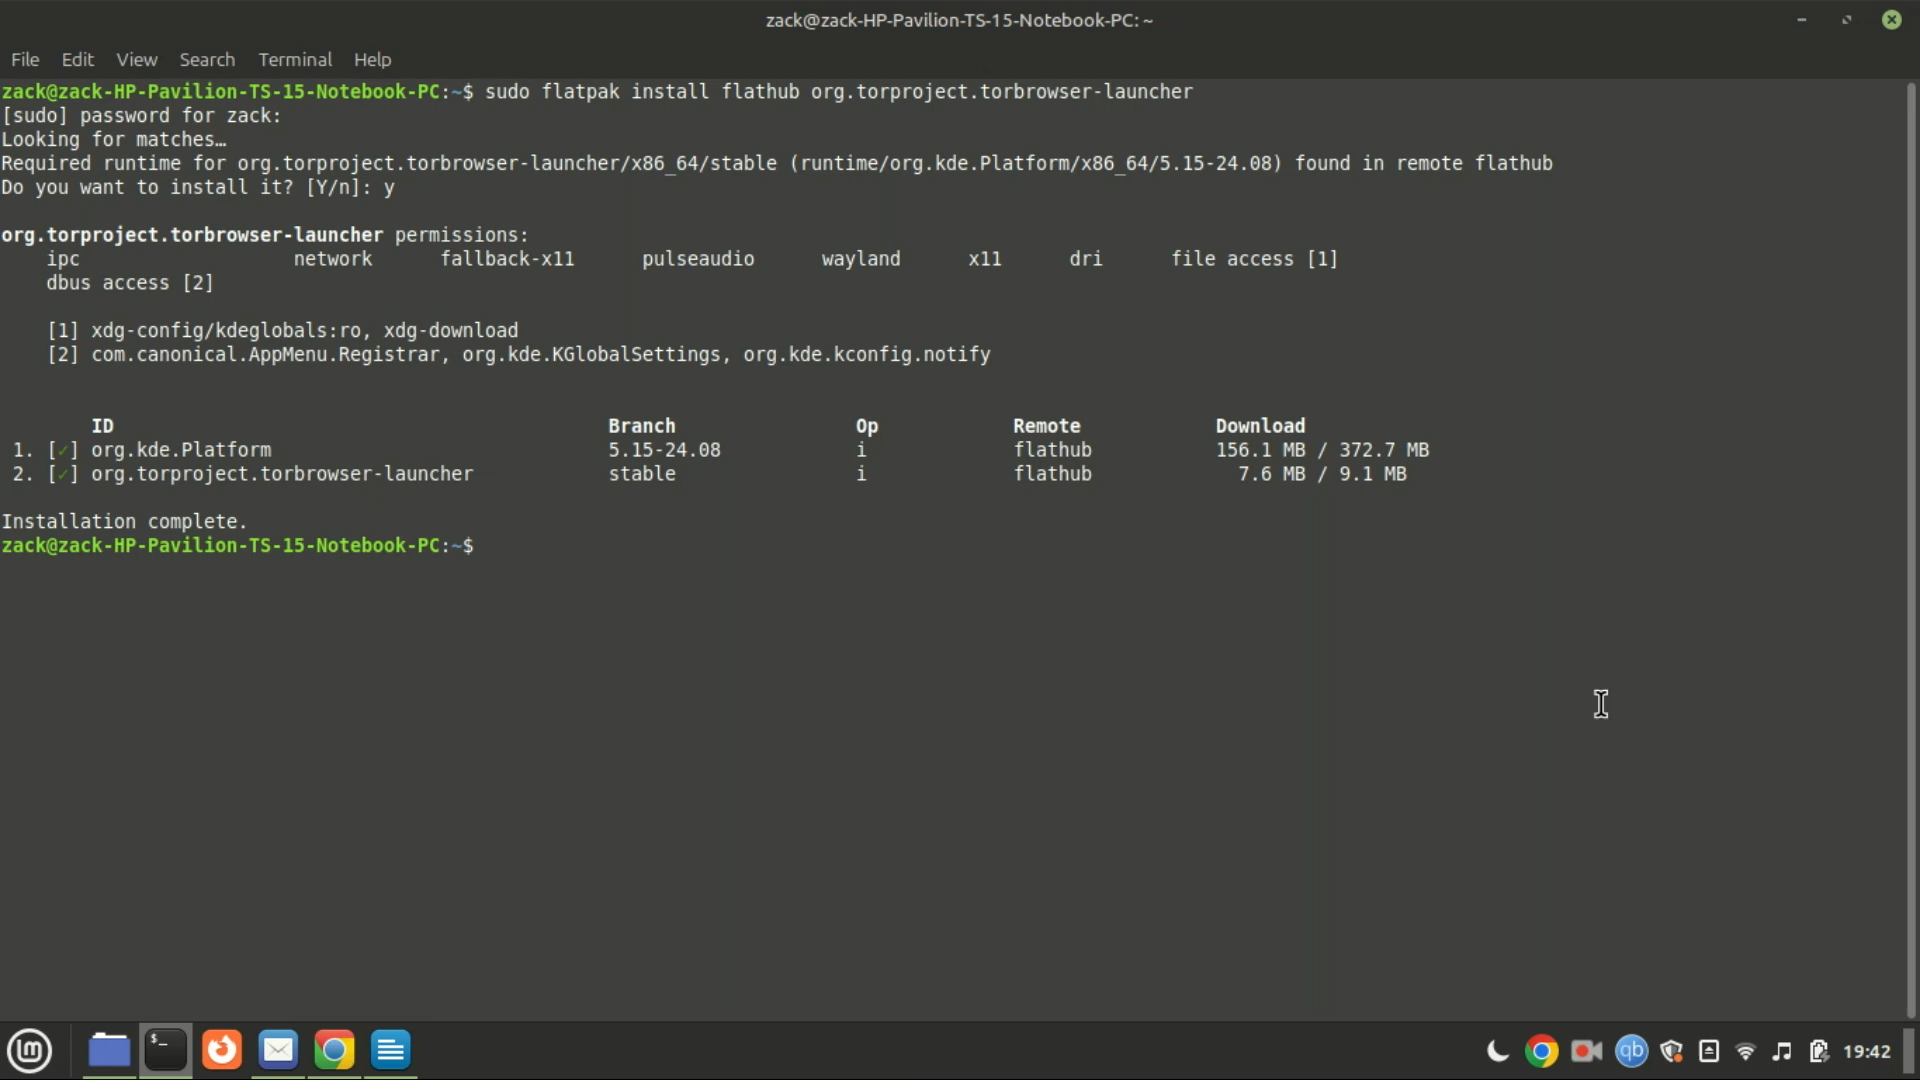 zack@zack-HP-Pavilion-TS-15-Notebook-PC: ~
File Edit View Search Terminal Help
zack@zack-HP-Pavilion-TS-15-Notebook-PC:~$ sudo flatpak install flathub org.torproject.torbrowser-launcher
[sudo] password for zack:
Looking for matches…
Required runtime for org.torproject.torbrowser-launcher/x86_64/stable (runtime/org.kde.Platform/x86_64/5.15-24.08) found in remote flathub
Do you want to install it? [Y/n]: y
org.torproject.torbrowser-launcher permissions:
ipc network fallback-x11 pulseaudio wayland x11 dri file access [1]
dbus access [2]
[1] xdg-config/kdeglobals:ro, xdg-download
[2] com.canonical.AppMenu.Registrar, org.kde.KGlobalSettings, org.kde.kconfig.notify
ID Branch Op Remote Download
1. [✓] org.kde.Platform 5.15-24.08 i flathub 156.1 MB / 372.7 MB
2. [✓] org.torproject.torbrowser-launcher stable i flathub 7.6 MB / 9.1 MB
Installation complete.
zack@zack-HP-Pavilion-TS-15-Notebook-PC:~$
$_
qb
19:42